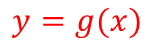 y = g(x)